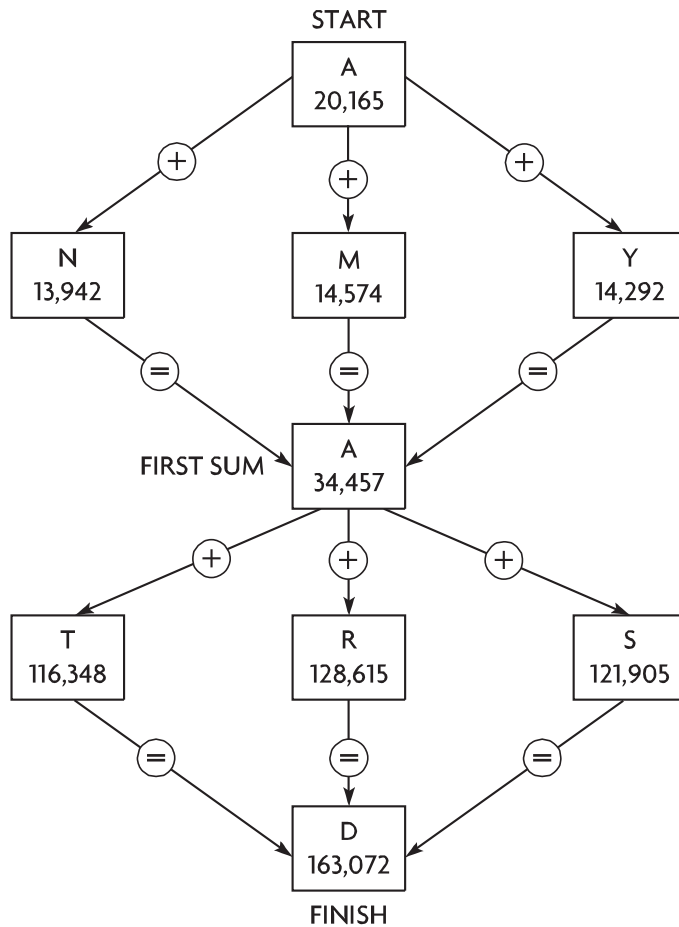 START
A
20,165
+
+
+
N
13,942
M
14,574
Y
14,292
=
=
=
FIRST SUM
A
34,457
+
+
+
T
116,348
R
128,615
S
121,905
=
=
=
D
163,072
FINISH